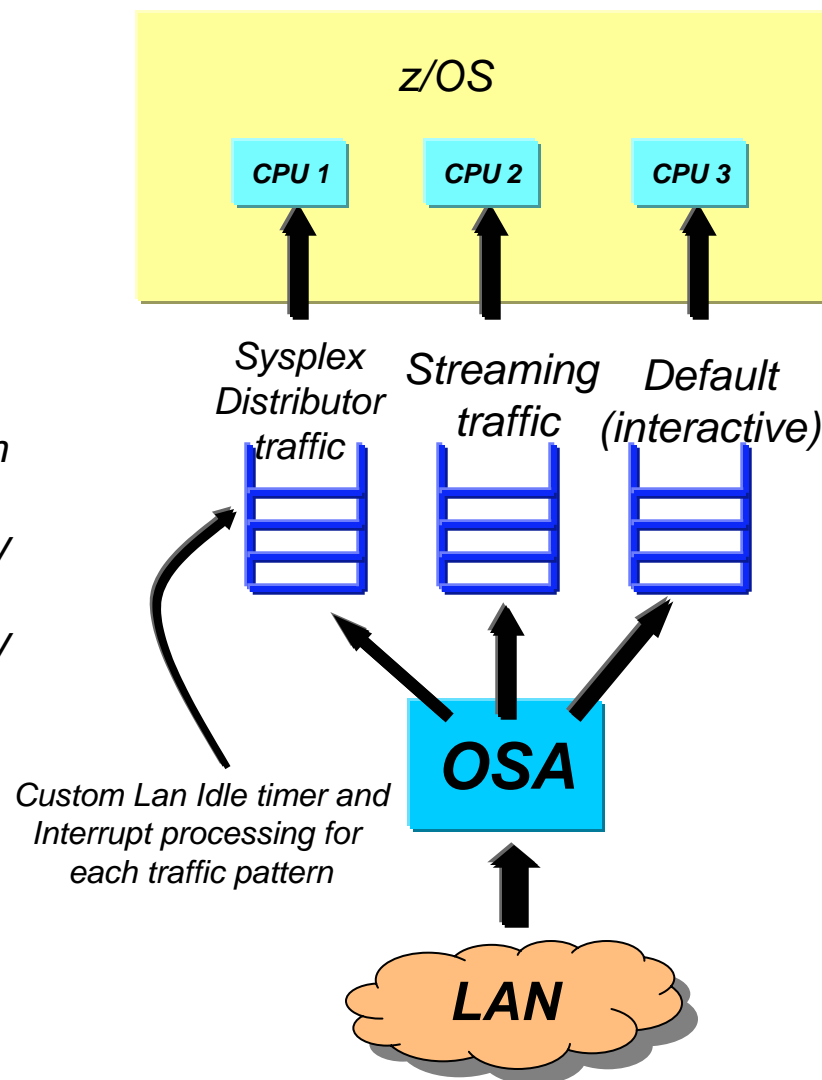 z/OS
CPU 1
CPU 2
CPU 3
Sysplex
Distributor
traffic
Streaming
traffic
Default
(interactive)
Custom Lan Idle timer and
Interrupt processing for
each traffic pattern
OSA
LAN